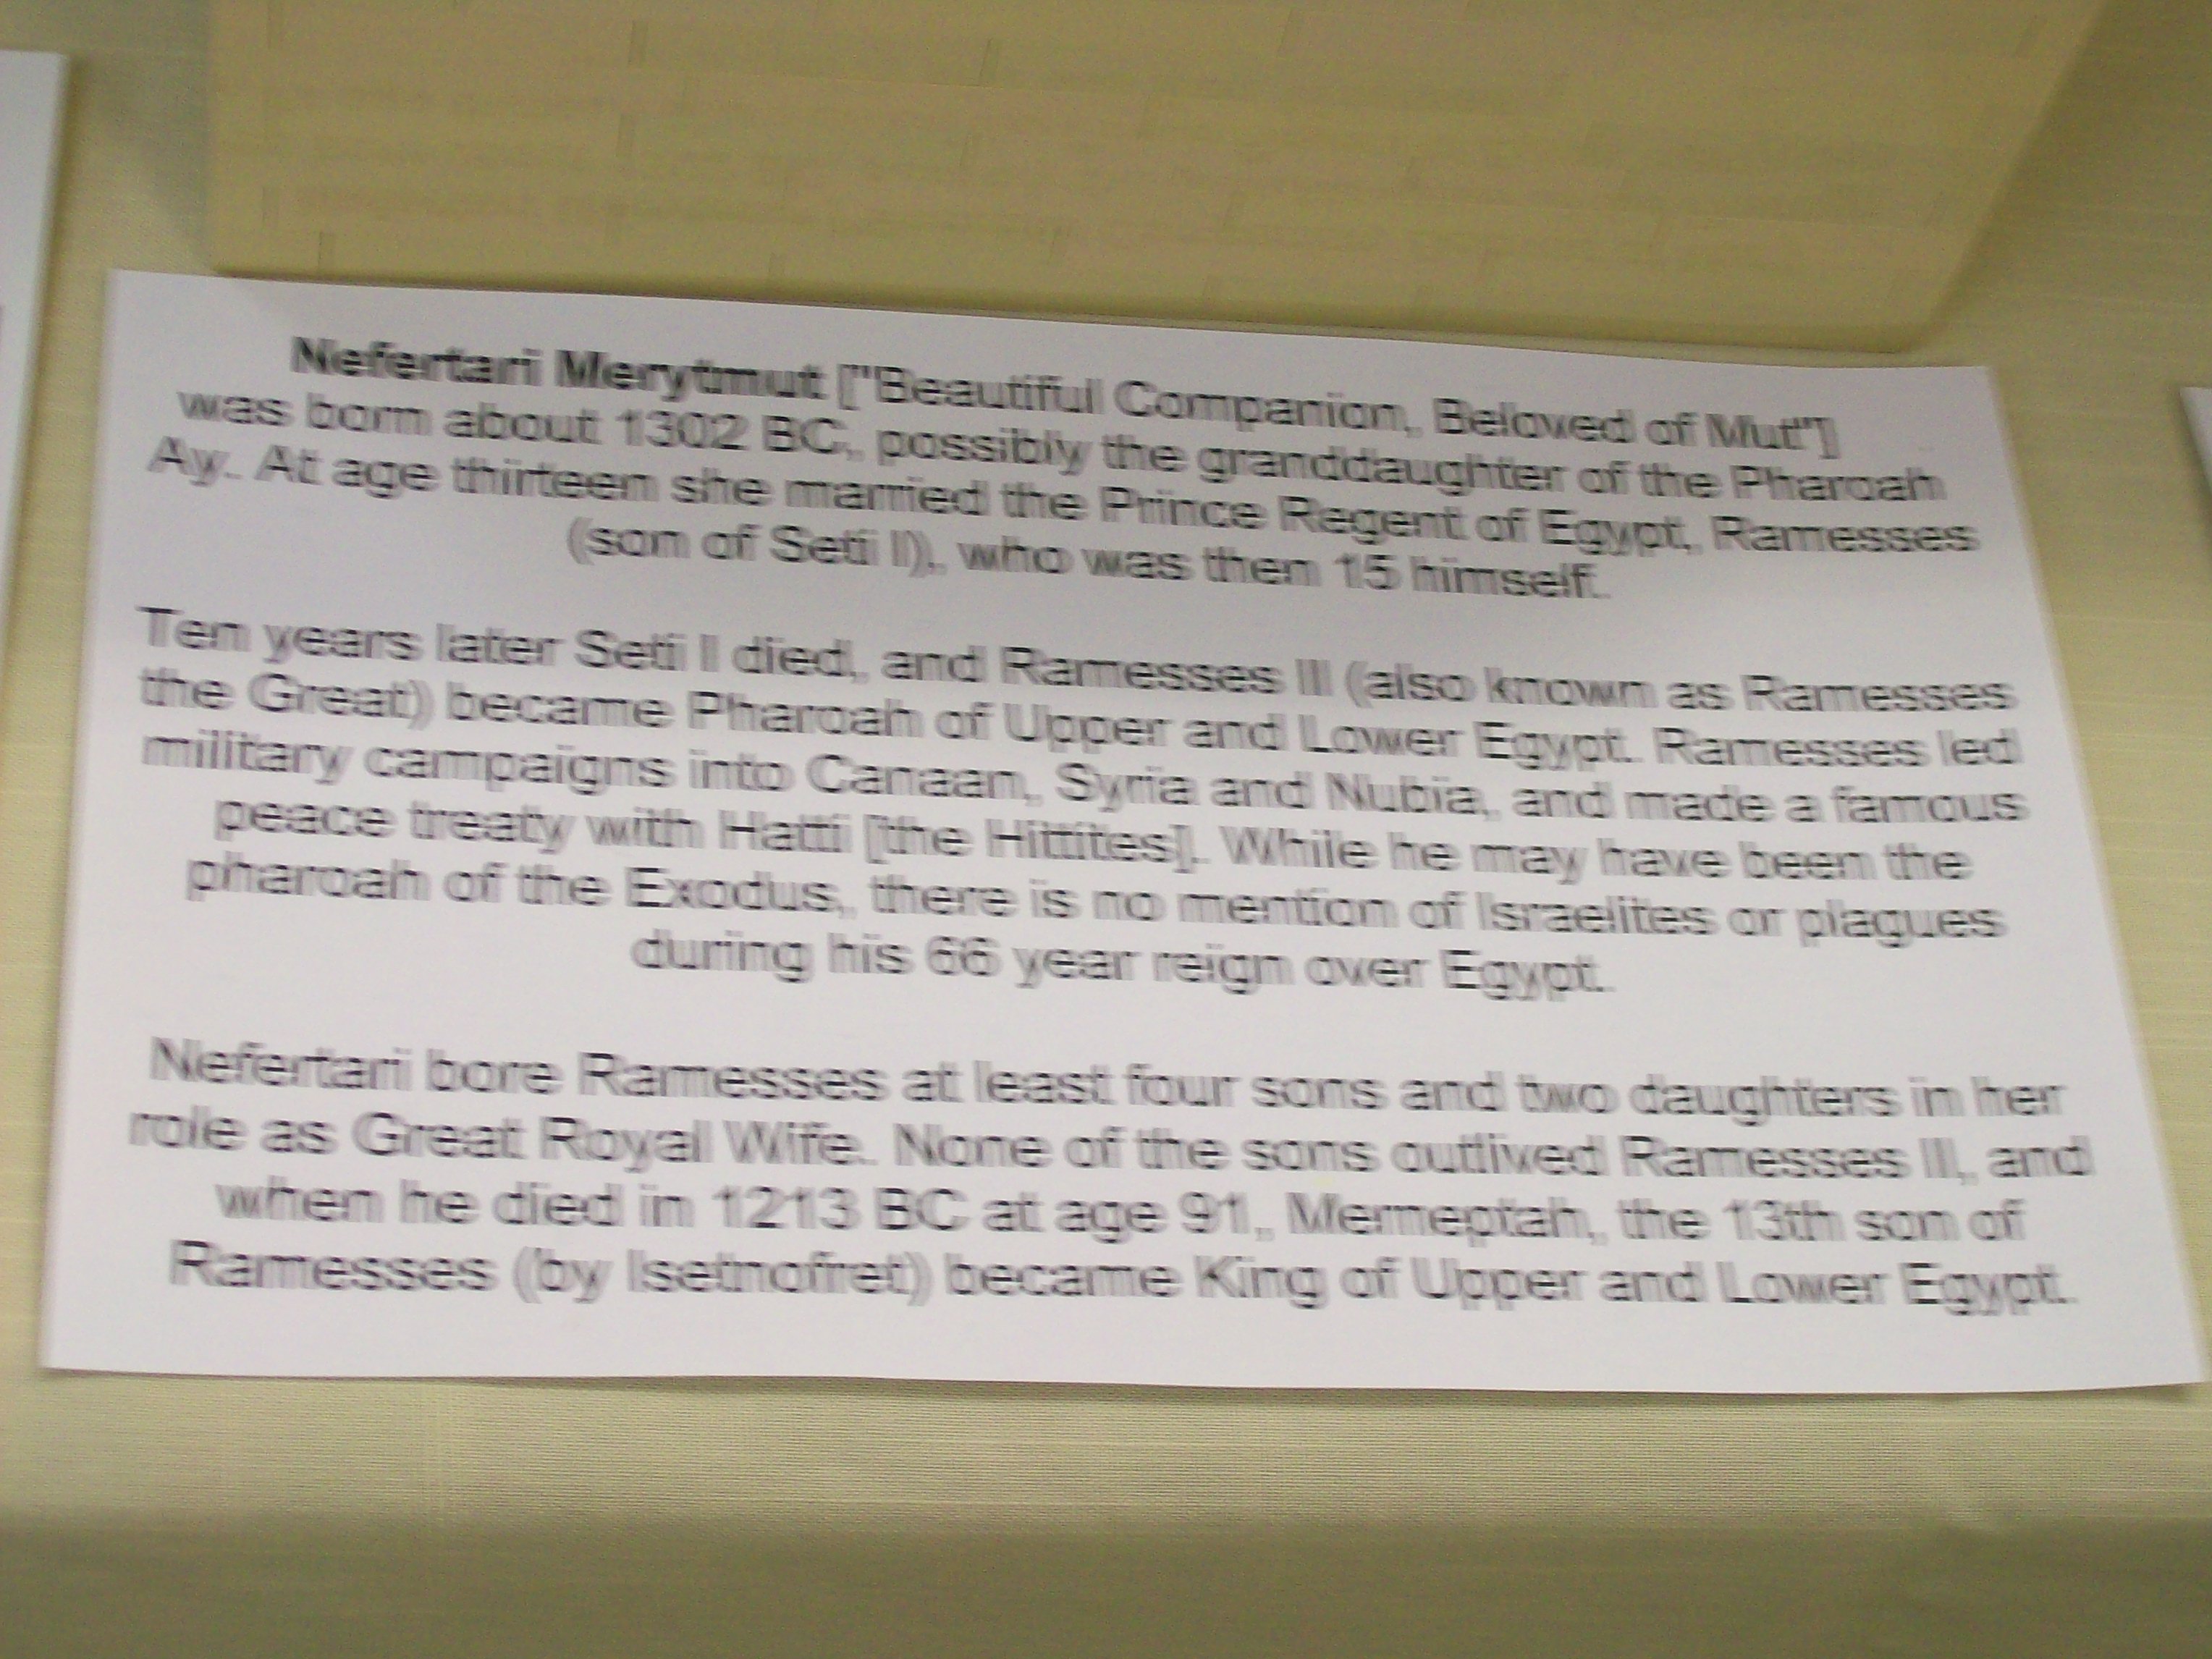 Nefertari Merytmut ["Beautiful Companion, Beloved of Mut"]
was born about 1302 BC, possibly the granddaughter of the Pharoah
Ay. At age thirteen she married the Prince Regent of Egypt, Ramesses
(son of Seti I), who was then 15 himself.
Ten years later Seti I died, and Ramesses II (also known as Ramesses
the Great) became Pharoah of Upper and Lower Egypt. Ramesses led
military campaigns into Canaan, Syria and Nubia, and made a famous
peace treaty with Hatti [the Hittites]. While he may have been the
pharoah of the Exodus, there is no mention of Israelites or plagues
during his 66 year reign over Egypt.
Nefertari bore Ramesses at least four sons and two daughters in her
role as Great Royal Wife. None of the sons outlived Ramesses II, and
when he died in 1213 BC at age 91, Merneptah, the 13th son of
Ramesses (by Isetnofret) became King of Upper and Lower Egypt.